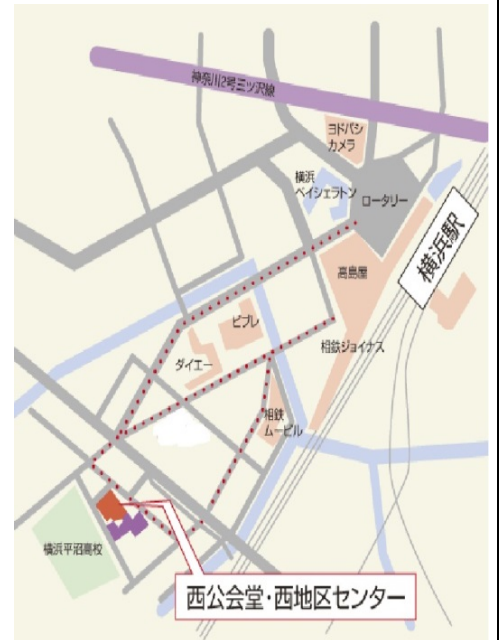 神奈川2号三ツ沢線
ヨドバシ
カメラ
横浜
ベイシェラトン
ロータリー
横浜駅
高島屋
ビブレ
相鉄ジョイナス
ダイエー
相鉄
ムービル
横浜平沼高校
西公会堂・西地区センター